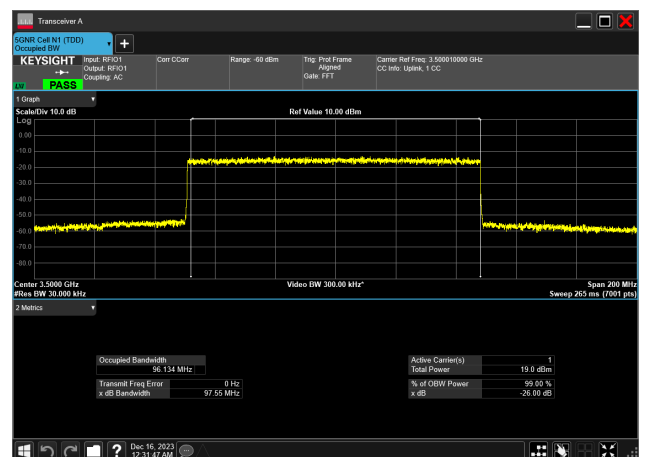 Transceiver A
5GNR Cell N1 (TDD)
Occupied BW
KEYSIGHT
LV
PASS
Input: RFIO1
Output: RFIO1
Coupling: AC
Corr CCorr
Range: -60 dBm
Trig: Prot Frame
Aligned
Gate: FFT
Carrier Ref Freq: 3.500010000 GHz
CC Info: Uplink, 1 CC
1 Graph
Scale/Div 10.0 dB
Ref Value 10.00 dBm
Log
0.00
-10.0
-20.0
-30.0
-40.0
-50.0
-60.0
-70.0
-80.0
Center 3.5000 GHz
Video BW 300.00 kHz*
Span 200 MHz
#Res BW 30.000 kHz
Sweep 265 ms (7001 pts)
2 Metrics
Occupied Bandwidth
96.134 MHz
Active Carrier(s) 1
Total Power 19.0 dBm
Transmit Freq Error 0 Hz
x dB Bandwidth 97.55 MHz
% of OBW Power 99.00 %
x dB -26.00 dB
Dec 16, 2023
12:31:47 AM